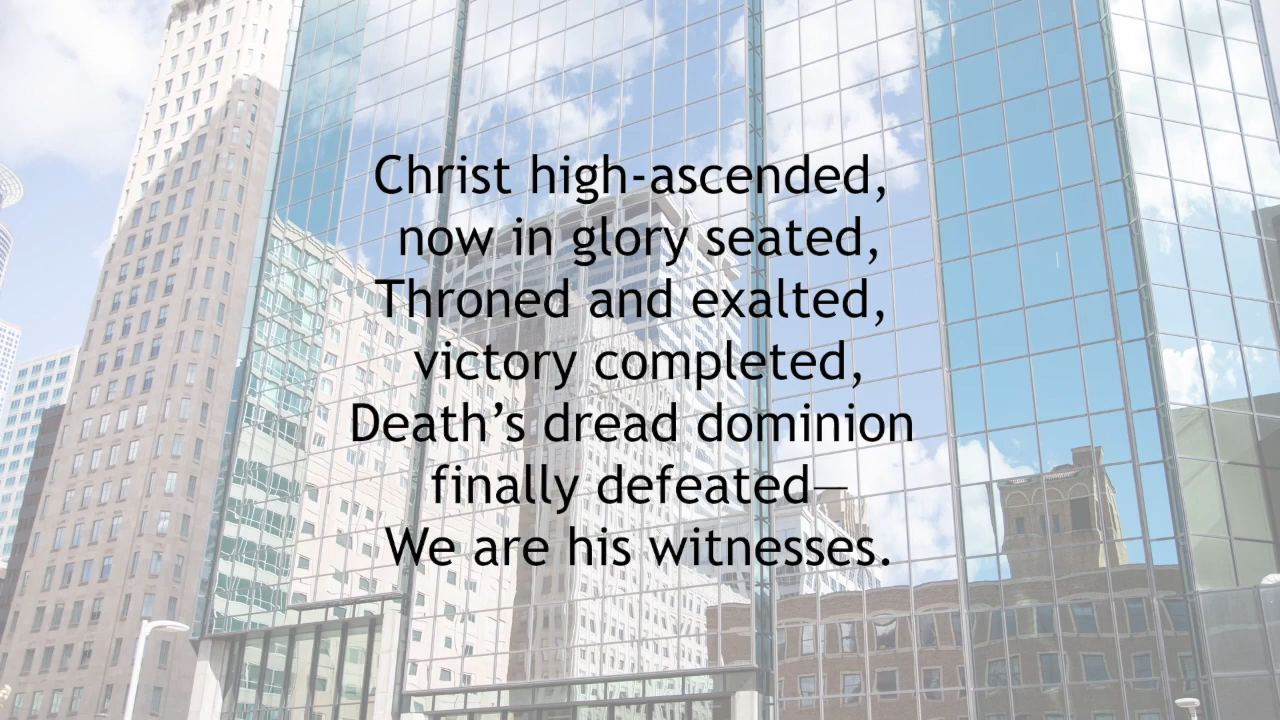 Christ high-ascended,
now in glory seated,
Throned and exalted,
victory completed,
Death’s dread dominion
finally defeated—
We are his witnesses.